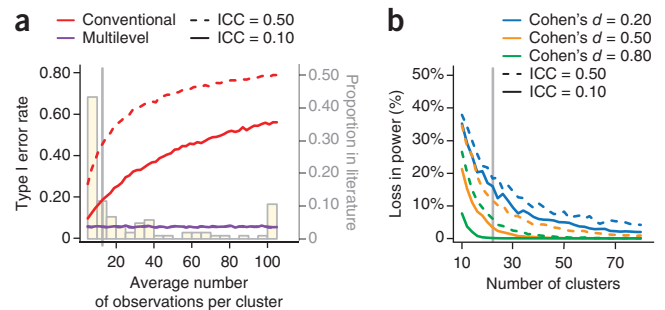 a
Conventional
Multilevel
ICC = 0.50
ICC = 0.10
Type I error rate
0.80
0.60
0.40
0.20
0
Proportion in literature
0.50
0.40
0.30
0.20
0.10
0
20
40
60
80
100
Average number
of observations per cluster
b
Cohen's d = 0.20
Cohen's d = 0.50
Cohen's d = 0.80
ICC = 0.50
ICC = 0.10
Loss in power (%)
50%
40%
30%
20%
10%
0
10
30
50
70
Number of clusters